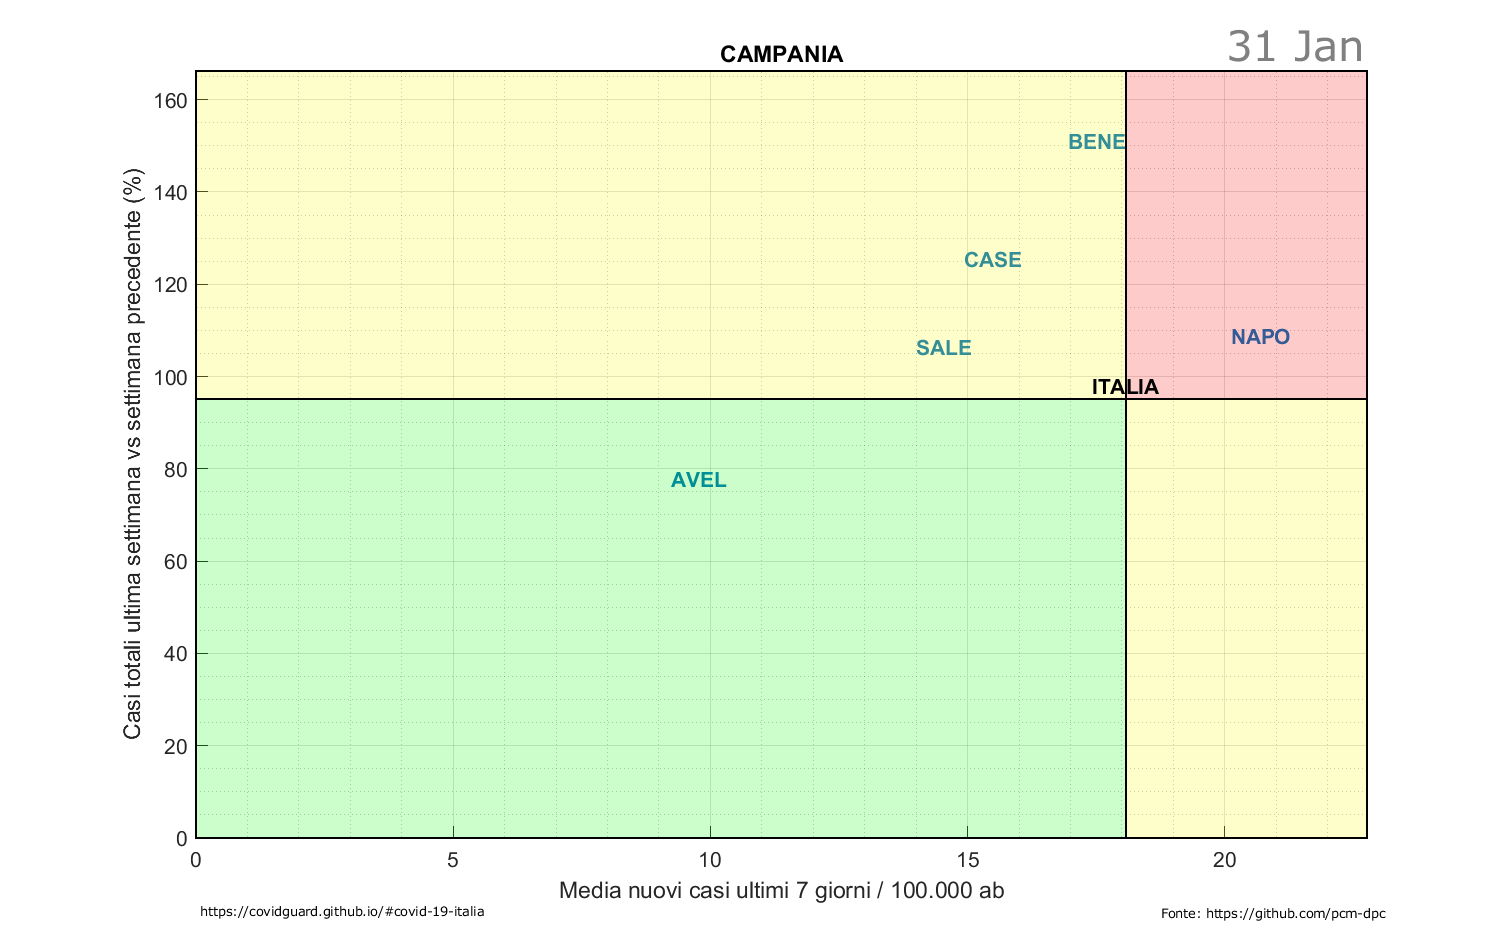 31 Jan
CAMPANIA
160
140
120
100
80
60
40
20
0
Casi totali ultima settimana vs settimana precedente (%)
BENE
CASE
SALE
NAPO
ITALIA
AVEL
0 5 10 15 20
Media nuovi casi ultimi 7 giorni / 100.000 ab
https://covidguard.github.io/#covid-19-italia
Fonte: https://github.com/pcm-dpc